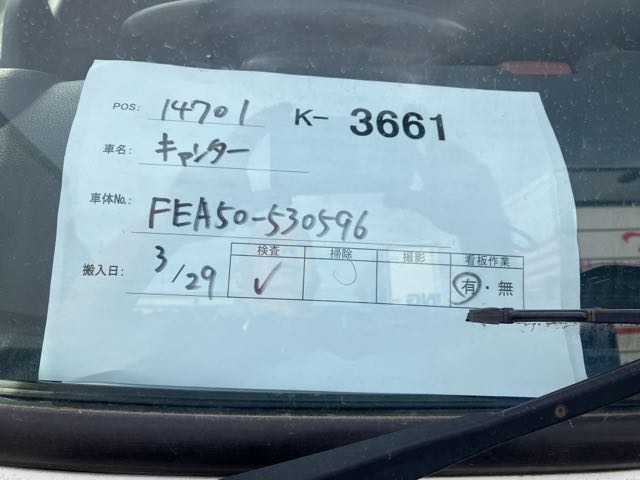 POS: 14701 K- 3661
車名: キャンター
車体No.: FEA50-530596
搬入日: 3/29
検査 掃除 撮影 看板作業
✓ 有・無